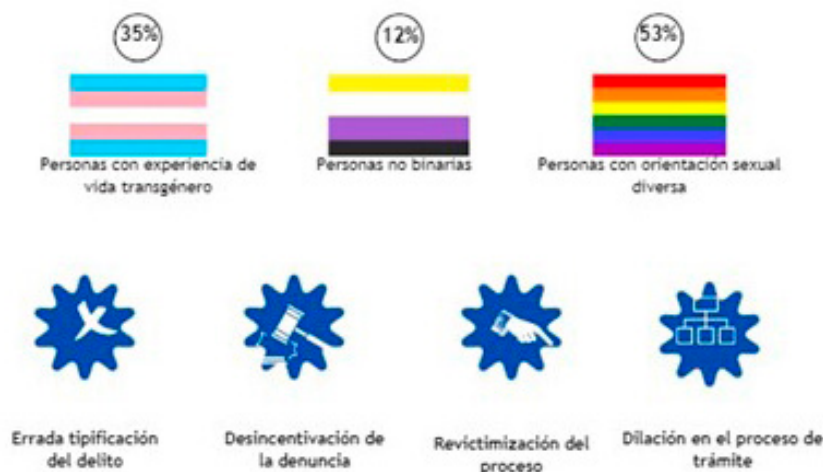 35%
12%
53%
Personas con experiencia de
vida transgénero
Personas no binarias
Personas con orientación sexual
diversa
Errada tipificación
del delito
Desincentivación de
la denuncia
Revictimización del
proceso
Dilación en el proceso de
trámite